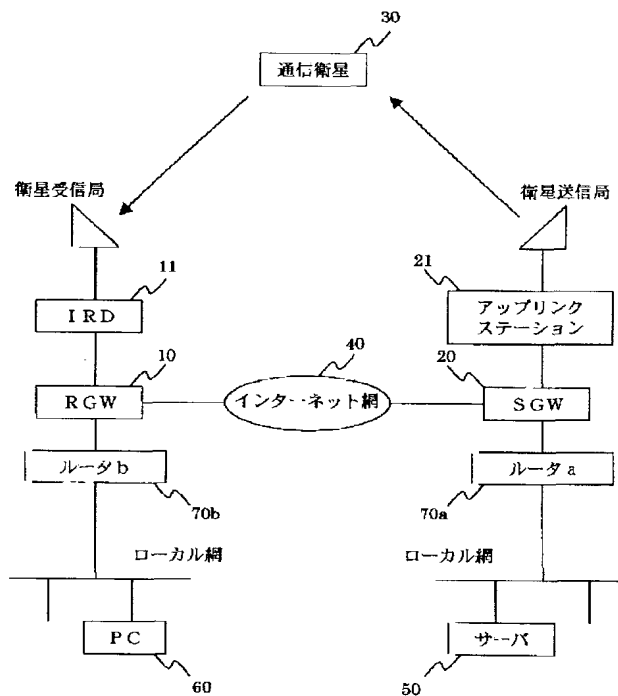 30
通信衛星
衛星受信局
衛星送信局
11
21
IRD
アップリンク
ステーション
10
40
20
RGW
インターネット網
SGW
ルータb
ルータa
70b
70a
ローカル網
ローカル網
PC
サーバ
60
50